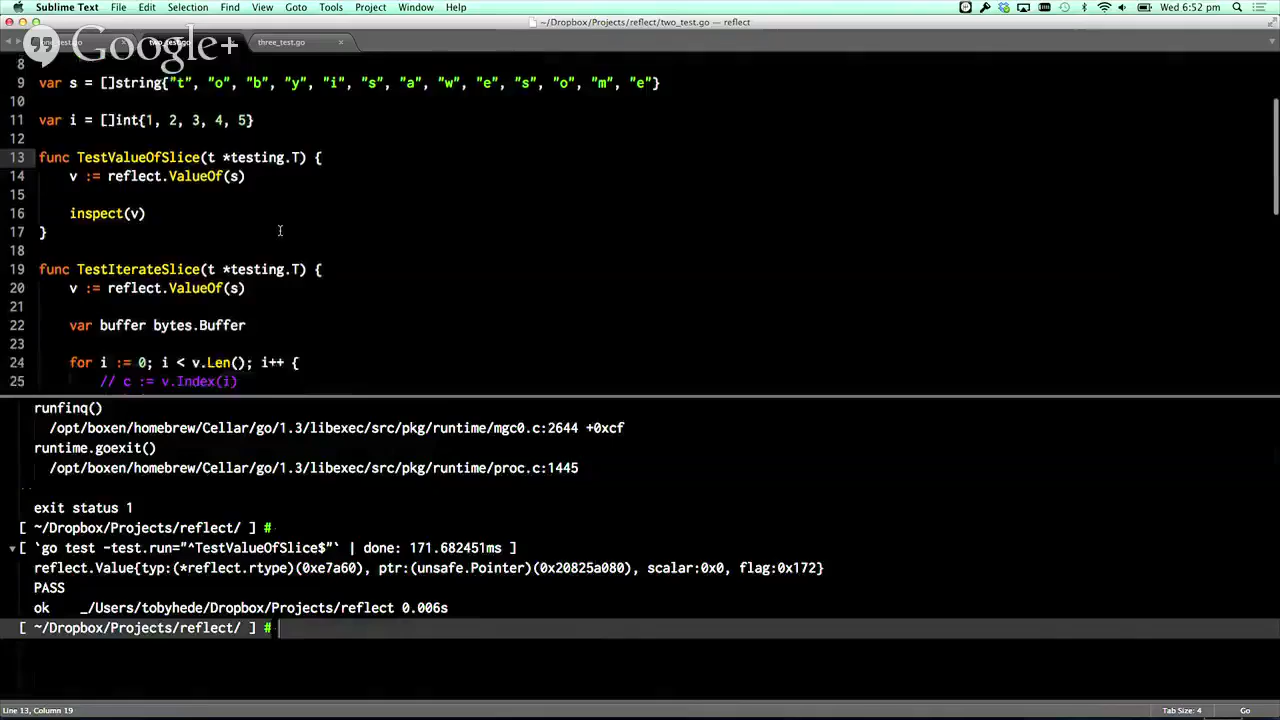 Sublime Text File Edit Selection Find View Goto Tools Project Window Help Wed 6:52 pm
~/Dropbox/Projects/reflect/two_test.go — reflect
Google+
three_test.go ×
8
9 var s = []string{"t", "o", "b", "y", "i", "s", "a", "w", "e", "s", "o", "m", "e"}
10
11 var i = []int{1, 2, 3, 4, 5}
12
13 func TestValueOfSlice(t *testing.T) {
14 v := reflect.ValueOf(s)
15
16 inspect(v)
17 }
18
19 func TestIterateSlice(t *testing.T) {
20 v := reflect.ValueOf(s)
21
22 var buffer bytes.Buffer
23
24 for i := 0; i < v.Len(); i++ {
25 // c := v.Index(i)
runfinq()
/opt/boxen/homebrew/Cellar/go/1.3/libexec/src/pkg/runtime/mgc0.c:2644 +0xcf
runtime.goexit()
/opt/boxen/homebrew/Cellar/go/1.3/libexec/src/pkg/runtime/proc.c:1445
exit status 1
[ ~/Dropbox/Projects/reflect/ ] #
[ `go test -test.run="^TestValueOfSlice$"` | done: 171.682451ms ]
reflect.Value{typ:(*reflect.rtype)(0xe7a60), ptr:(unsafe.Pointer)(0x20825a080), scalar:0x0, flag:0x172}
PASS
ok _/Users/tobyhede/Dropbox/Projects/reflect 0.006s
[ ~/Dropbox/Projects/reflect/ ] #
Line 13, Column 19 Tab Size: 4 Go